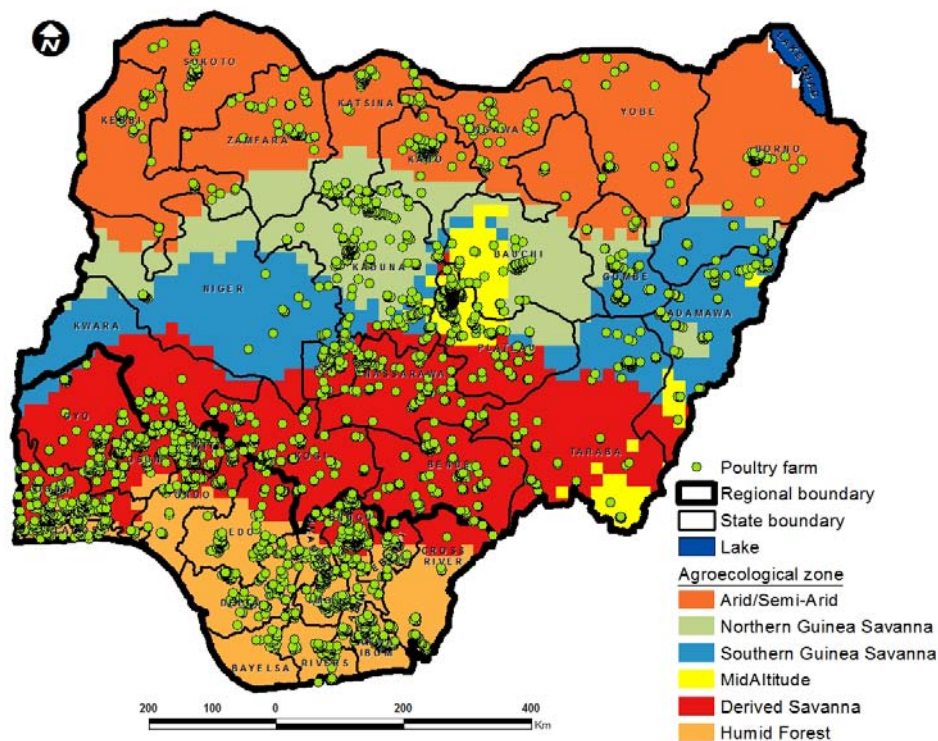 N
LAKE CHAD
SOKOTO
KATSINA
YOBE
KEBBI
ZAMFARA
KANO
BORNO
BAUCHI
KADUNA
GOMBE
NIGER
ADAMAWA
KWARA
PLATEAU
NASSARAWA
OYO
OSUN
KOGI
BENUE
TARABA
ONDO
EDO
CROSS
RIVER
DELTA
IMO
IBOM
BAYELSA
RIVERS
Poultry farm
Regional boundary
State boundary
Lake
Agroecological zone
Arid/Semi-Arid
Northern Guinea Savanna
Southern Guinea Savanna
MidAltitude
Derived Savanna
Humid Forest
200 100 0 200 400
Km